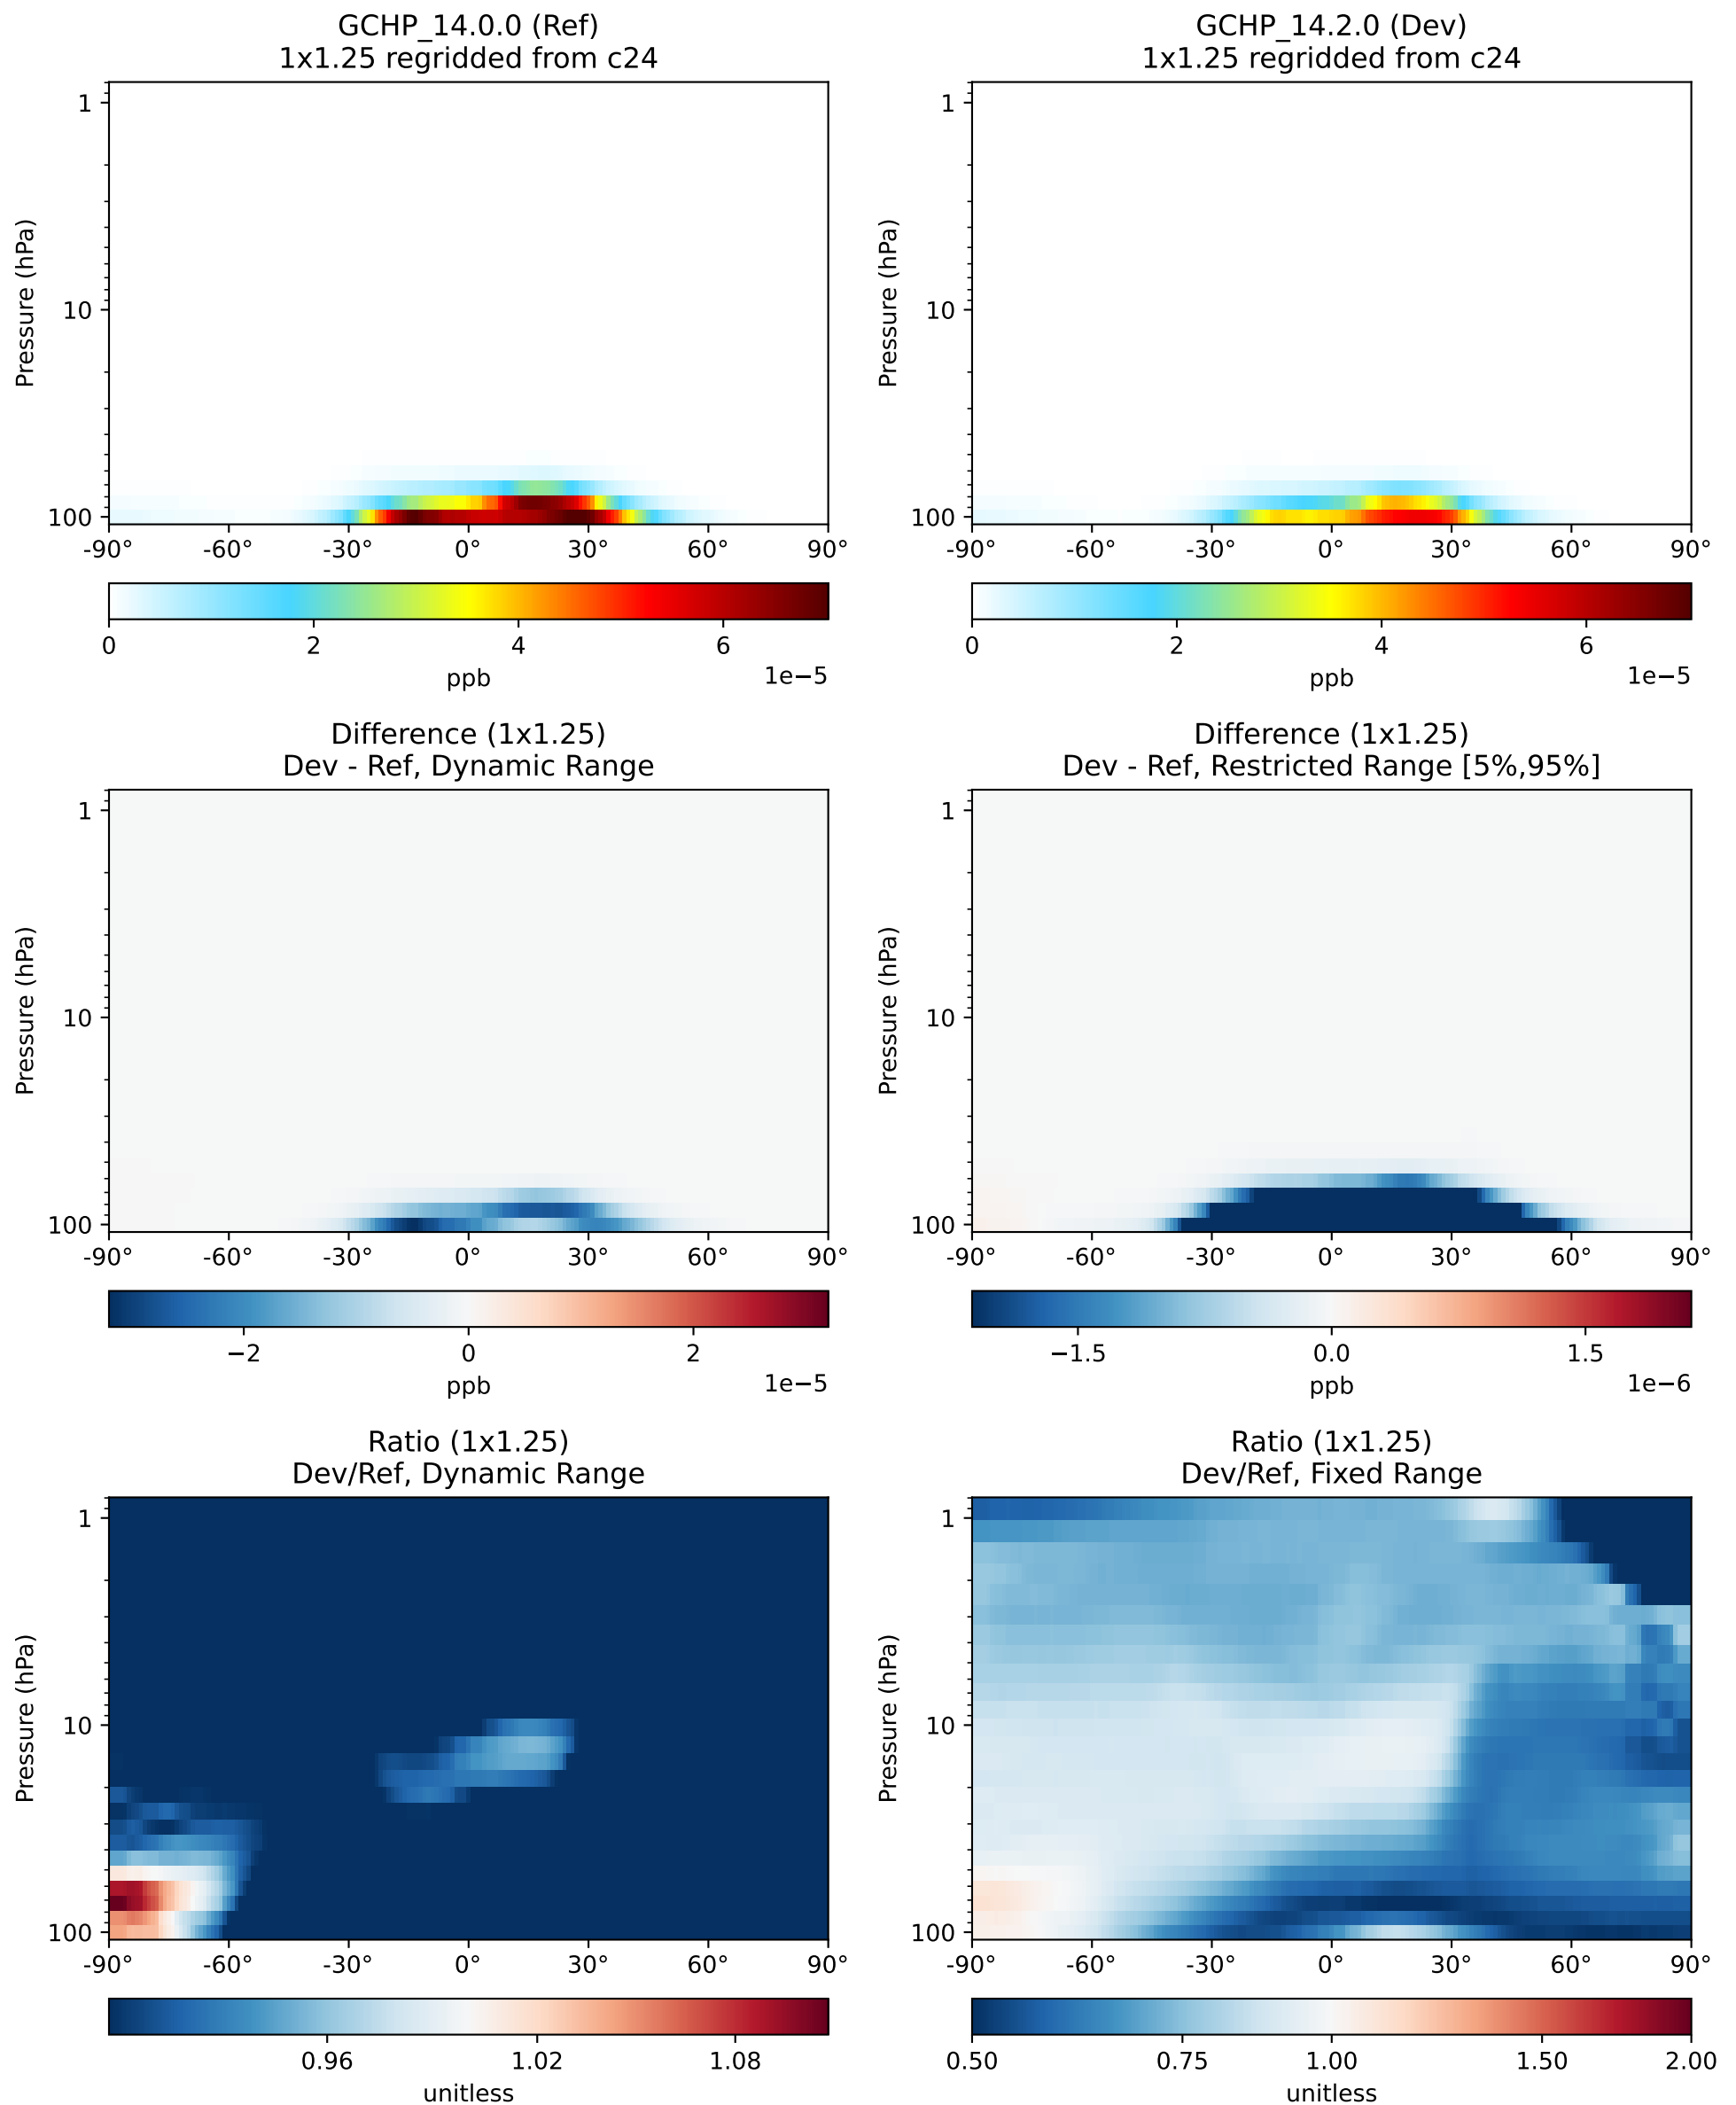 GCHP_14.0.0 (Ref)
1x1.25 regridded from c24
GCHP_14.2.0 (Dev)
1x1.25 regridded from c24
Pressure (hPa)
1
10
100
-90° -60° -30° 0° 30° 60° 90°
0 2 4 6
ppb
1e−5
Pressure (hPa)
1
10
100
-90° -60° -30° 0° 30° 60° 90°
0 2 4 6
ppb
1e−5
Difference (1x1.25)
Dev - Ref, Dynamic Range
Difference (1x1.25)
Dev - Ref, Restricted Range [5%,95%]
Pressure (hPa)
1
10
100
-90° -60° -30° 0° 30° 60° 90°
−2 0 2
ppb
1e−5
Pressure (hPa)
1
10
100
-90° -60° -30° 0° 30° 60° 90°
−1.5 0.0 1.5
ppb
1e−6
Ratio (1x1.25)
Dev/Ref, Dynamic Range
Ratio (1x1.25)
Dev/Ref, Fixed Range
Pressure (hPa)
1
10
100
-90° -60° -30° 0° 30° 60° 90°
0.96 1.02 1.08
unitless
Pressure (hPa)
1
10
100
-90° -60° -30° 0° 30° 60° 90°
0.50 0.75 1.00 1.50 2.00
unitless